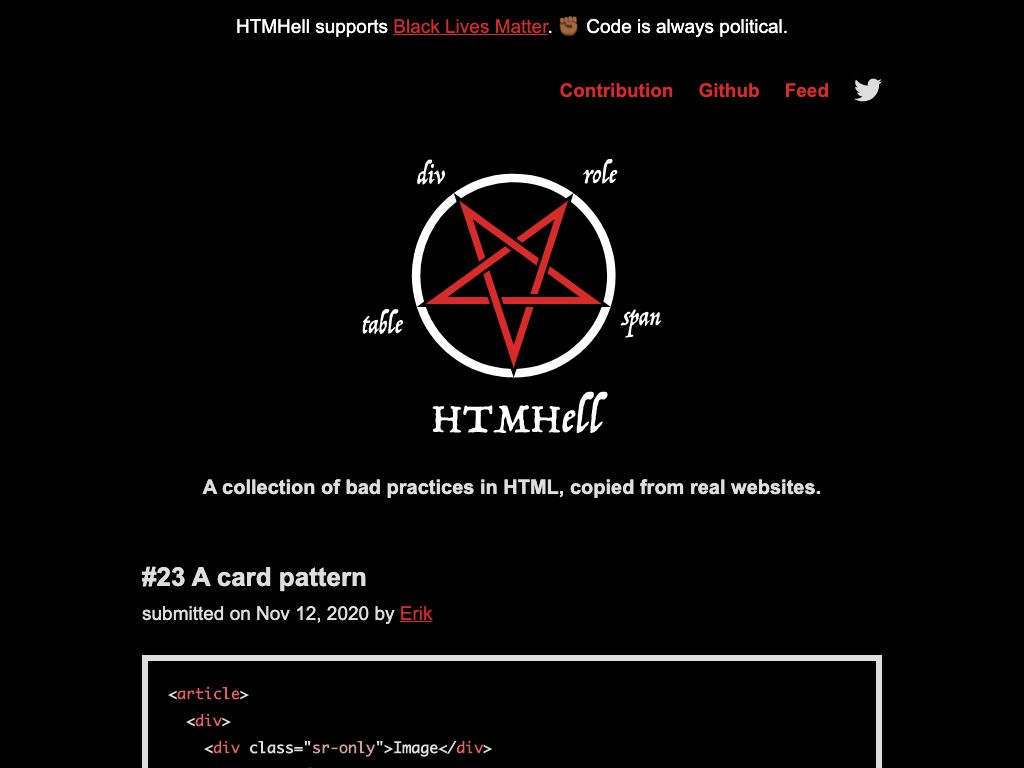 HTMHell supports Black Lives Matter. ✊🏾 Code is always political.
Contribution Github Feed
div role
table span
HTMHell
A collection of bad practices in HTML, copied from real websites.
#23 A card pattern
submitted on Nov 12, 2020 by Erik
<article>
  <div>
    <div class="sr-only">Image</div>